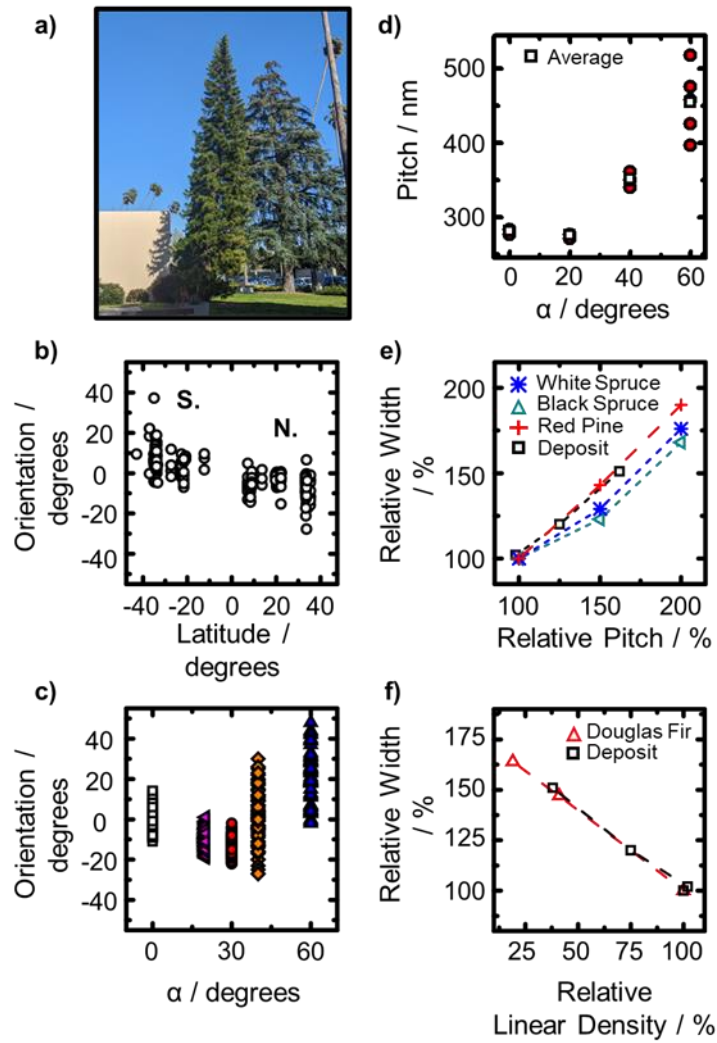 a)
d)
Average
Pitch / nm
500
400
300
0 20 40 60
α / degrees
b)
S.
N.
Orientation /
degrees
40
20
0
-20
-40
-40 -20 0 20 40
Latitude /
degrees
e)
White Spruce
Black Spruce
Red Pine
Deposit
Relative Width
/ %
200
150
100
100 150 200
Relative Pitch / %
c)
Orientation /
degrees
40
20
0
-20
-40
0 30 60
α / degrees
f)
Douglas Fir
Deposit
Relative Width
/ %
175
150
125
100
25 50 75 100
Relative
Linear Density / %